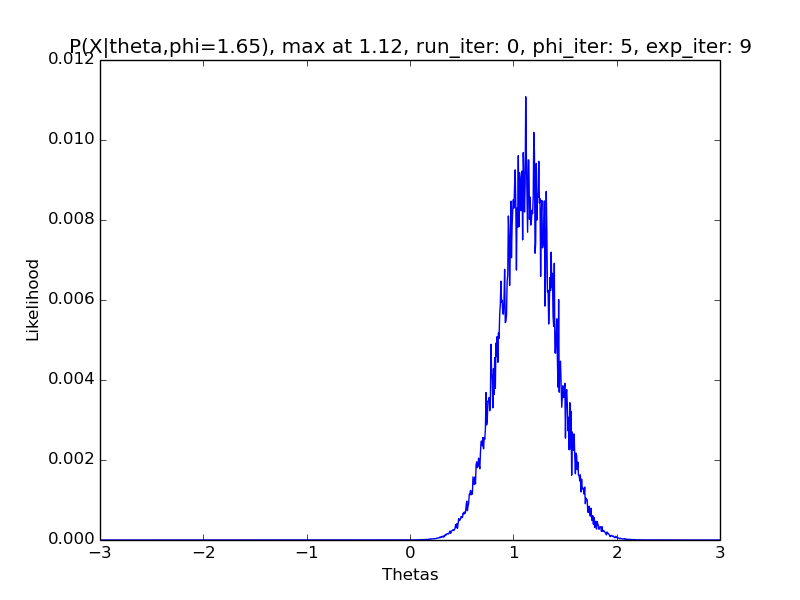 P(X|theta,phi=1.65), max at 1.12, run_iter: 0, phi_iter: 5, exp_iter: 9
0.012
0.010
0.008
0.006
0.004
0.002
0.000
Likelihood
−3 −2 −1 0 1 2 3
Thetas